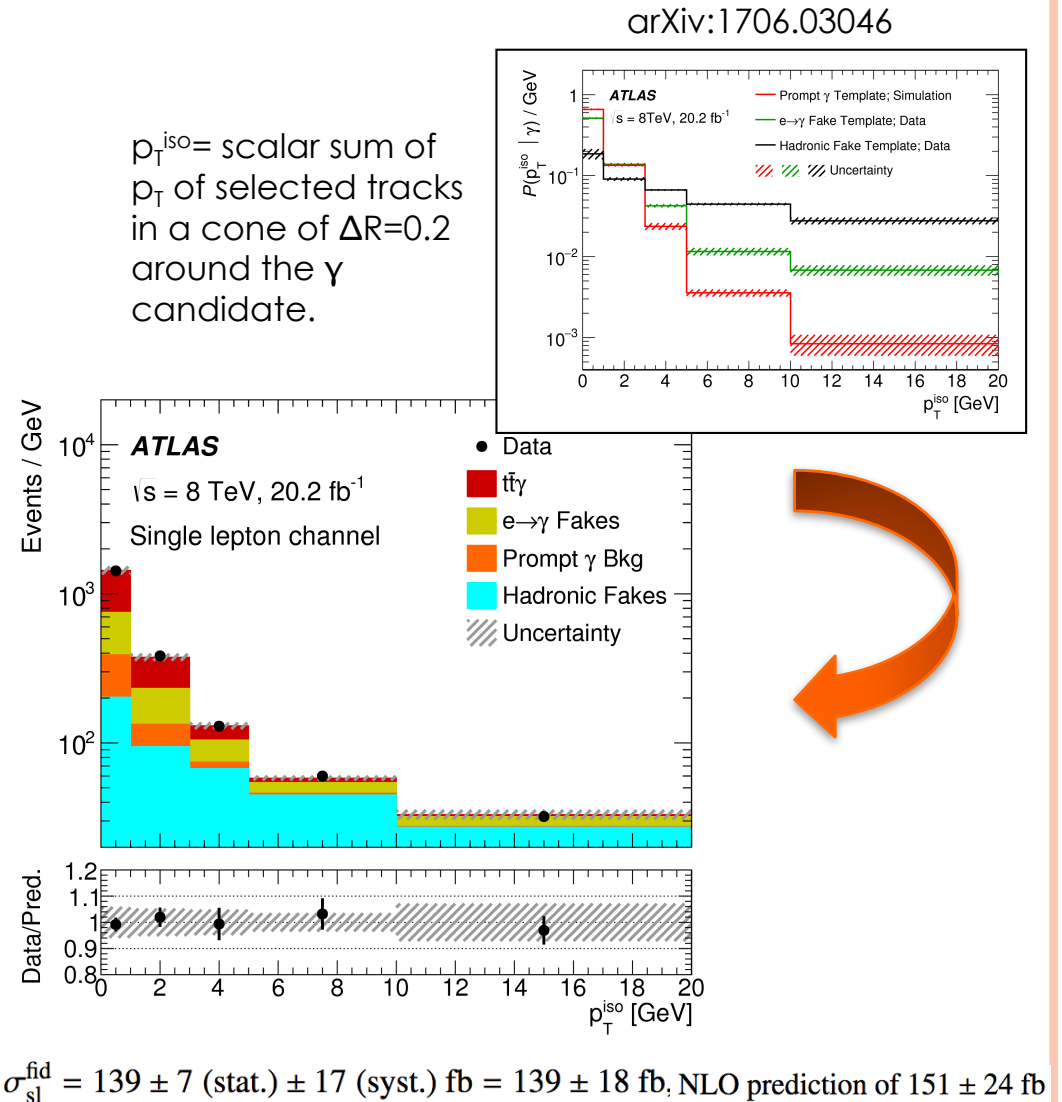 arXiv:1706.03046
p_T^iso= scalar sum of
p_T of selected tracks
in a cone of ΔR=0.2
around the γ
candidate.
P(p_T^iso | γ) / GeV
ATLAS
√s = 8TeV, 20.2 fb⁻¹
Prompt γ Template; Simulation
e→γ Fake Template; Data
Hadronic Fake Template; Data
Uncertainty
1
10⁻¹
10⁻²
10⁻³
0 2 4 6 8 10 12 14 16 18 20
p_T^iso [GeV]
Events / GeV
ATLAS
√s = 8 TeV, 20.2 fb⁻¹
Single lepton channel
Data
tt̄γ
e→γ Fakes
Prompt γ Bkg
Hadronic Fakes
Uncertainty
10⁴
10³
10²
Data/Pred.
1.2
1.1
1
0.9
0.8
0 2 4 6 8 10 12 14 16 18 20
p_T^iso [GeV]
σ_sl^fid = 139 ± 7 (stat.) ± 17 (syst.) fb = 139 ± 18 fb, NLO prediction of 151 ± 24 fb